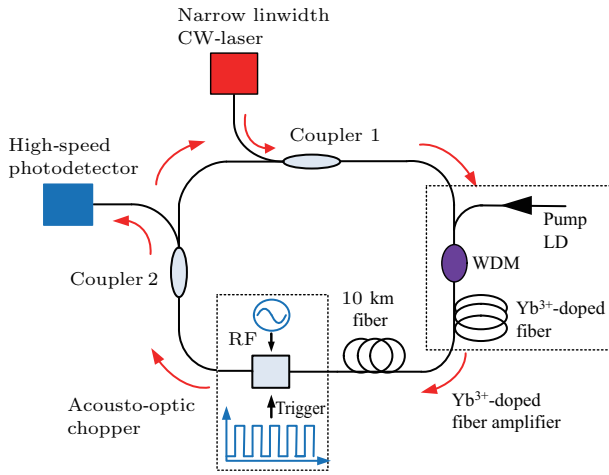 Narrow linwidth
CW-laser
Coupler 1
High-speed
photodetector
Pump
LD
WDM
Coupler 2
10 km
fiber
Yb³⁺-doped
fiber
RF
Trigger
Acousto-optic
chopper
Yb³⁺-doped
fiber amplifier